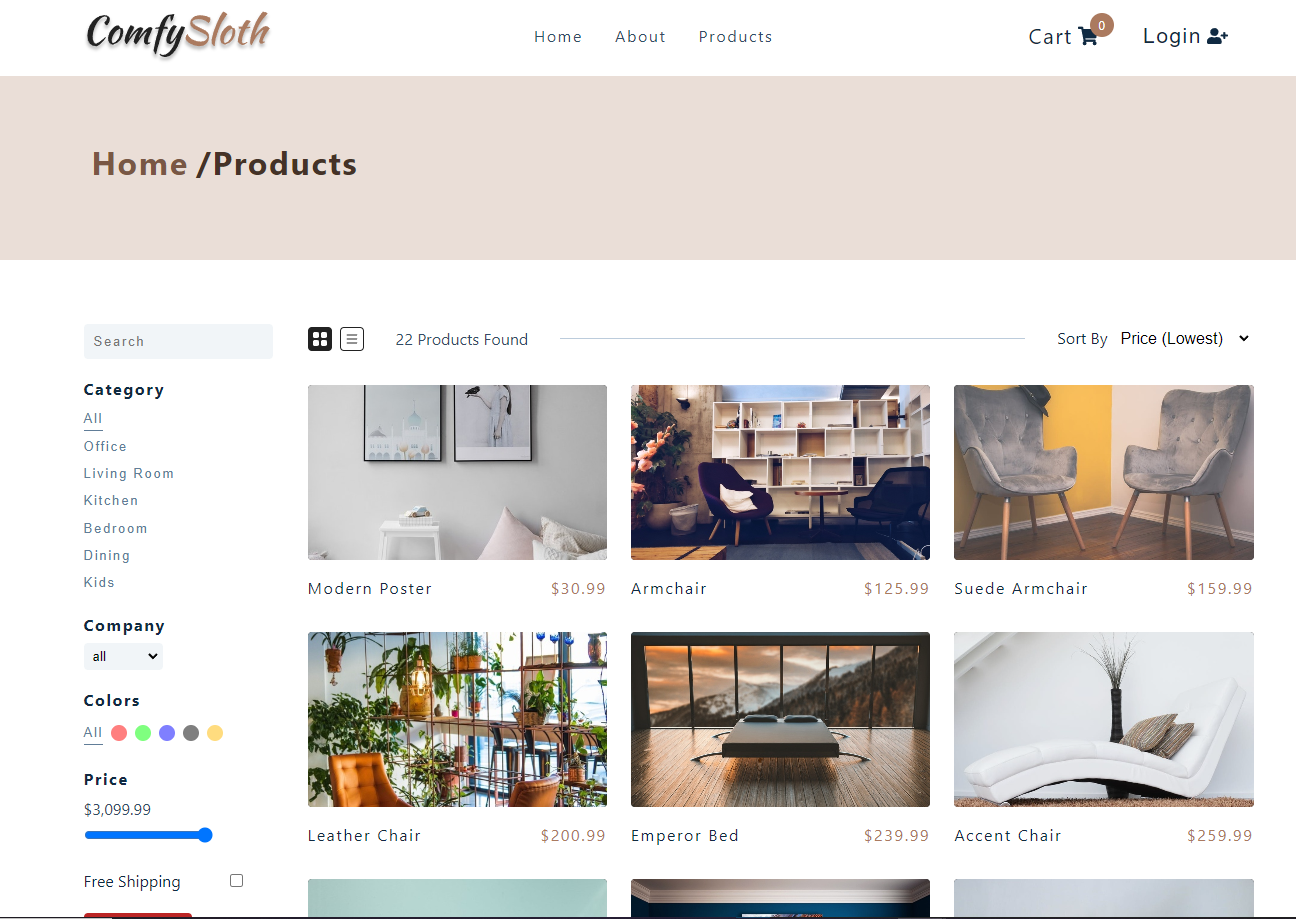 ComfySloth
Home About Products
Cart 0 Login
Home /Products
Search
Category
All
Office
Living Room
Kitchen
Bedroom
Dining
Kids
Company
all
Colors
All
Price
$3,099.99
Free Shipping
22 Products Found
Sort By Price (Lowest)
Modern Poster $30.99
Armchair $125.99
Suede Armchair $159.99
Leather Chair $200.99
Emperor Bed $239.99
Accent Chair $259.99